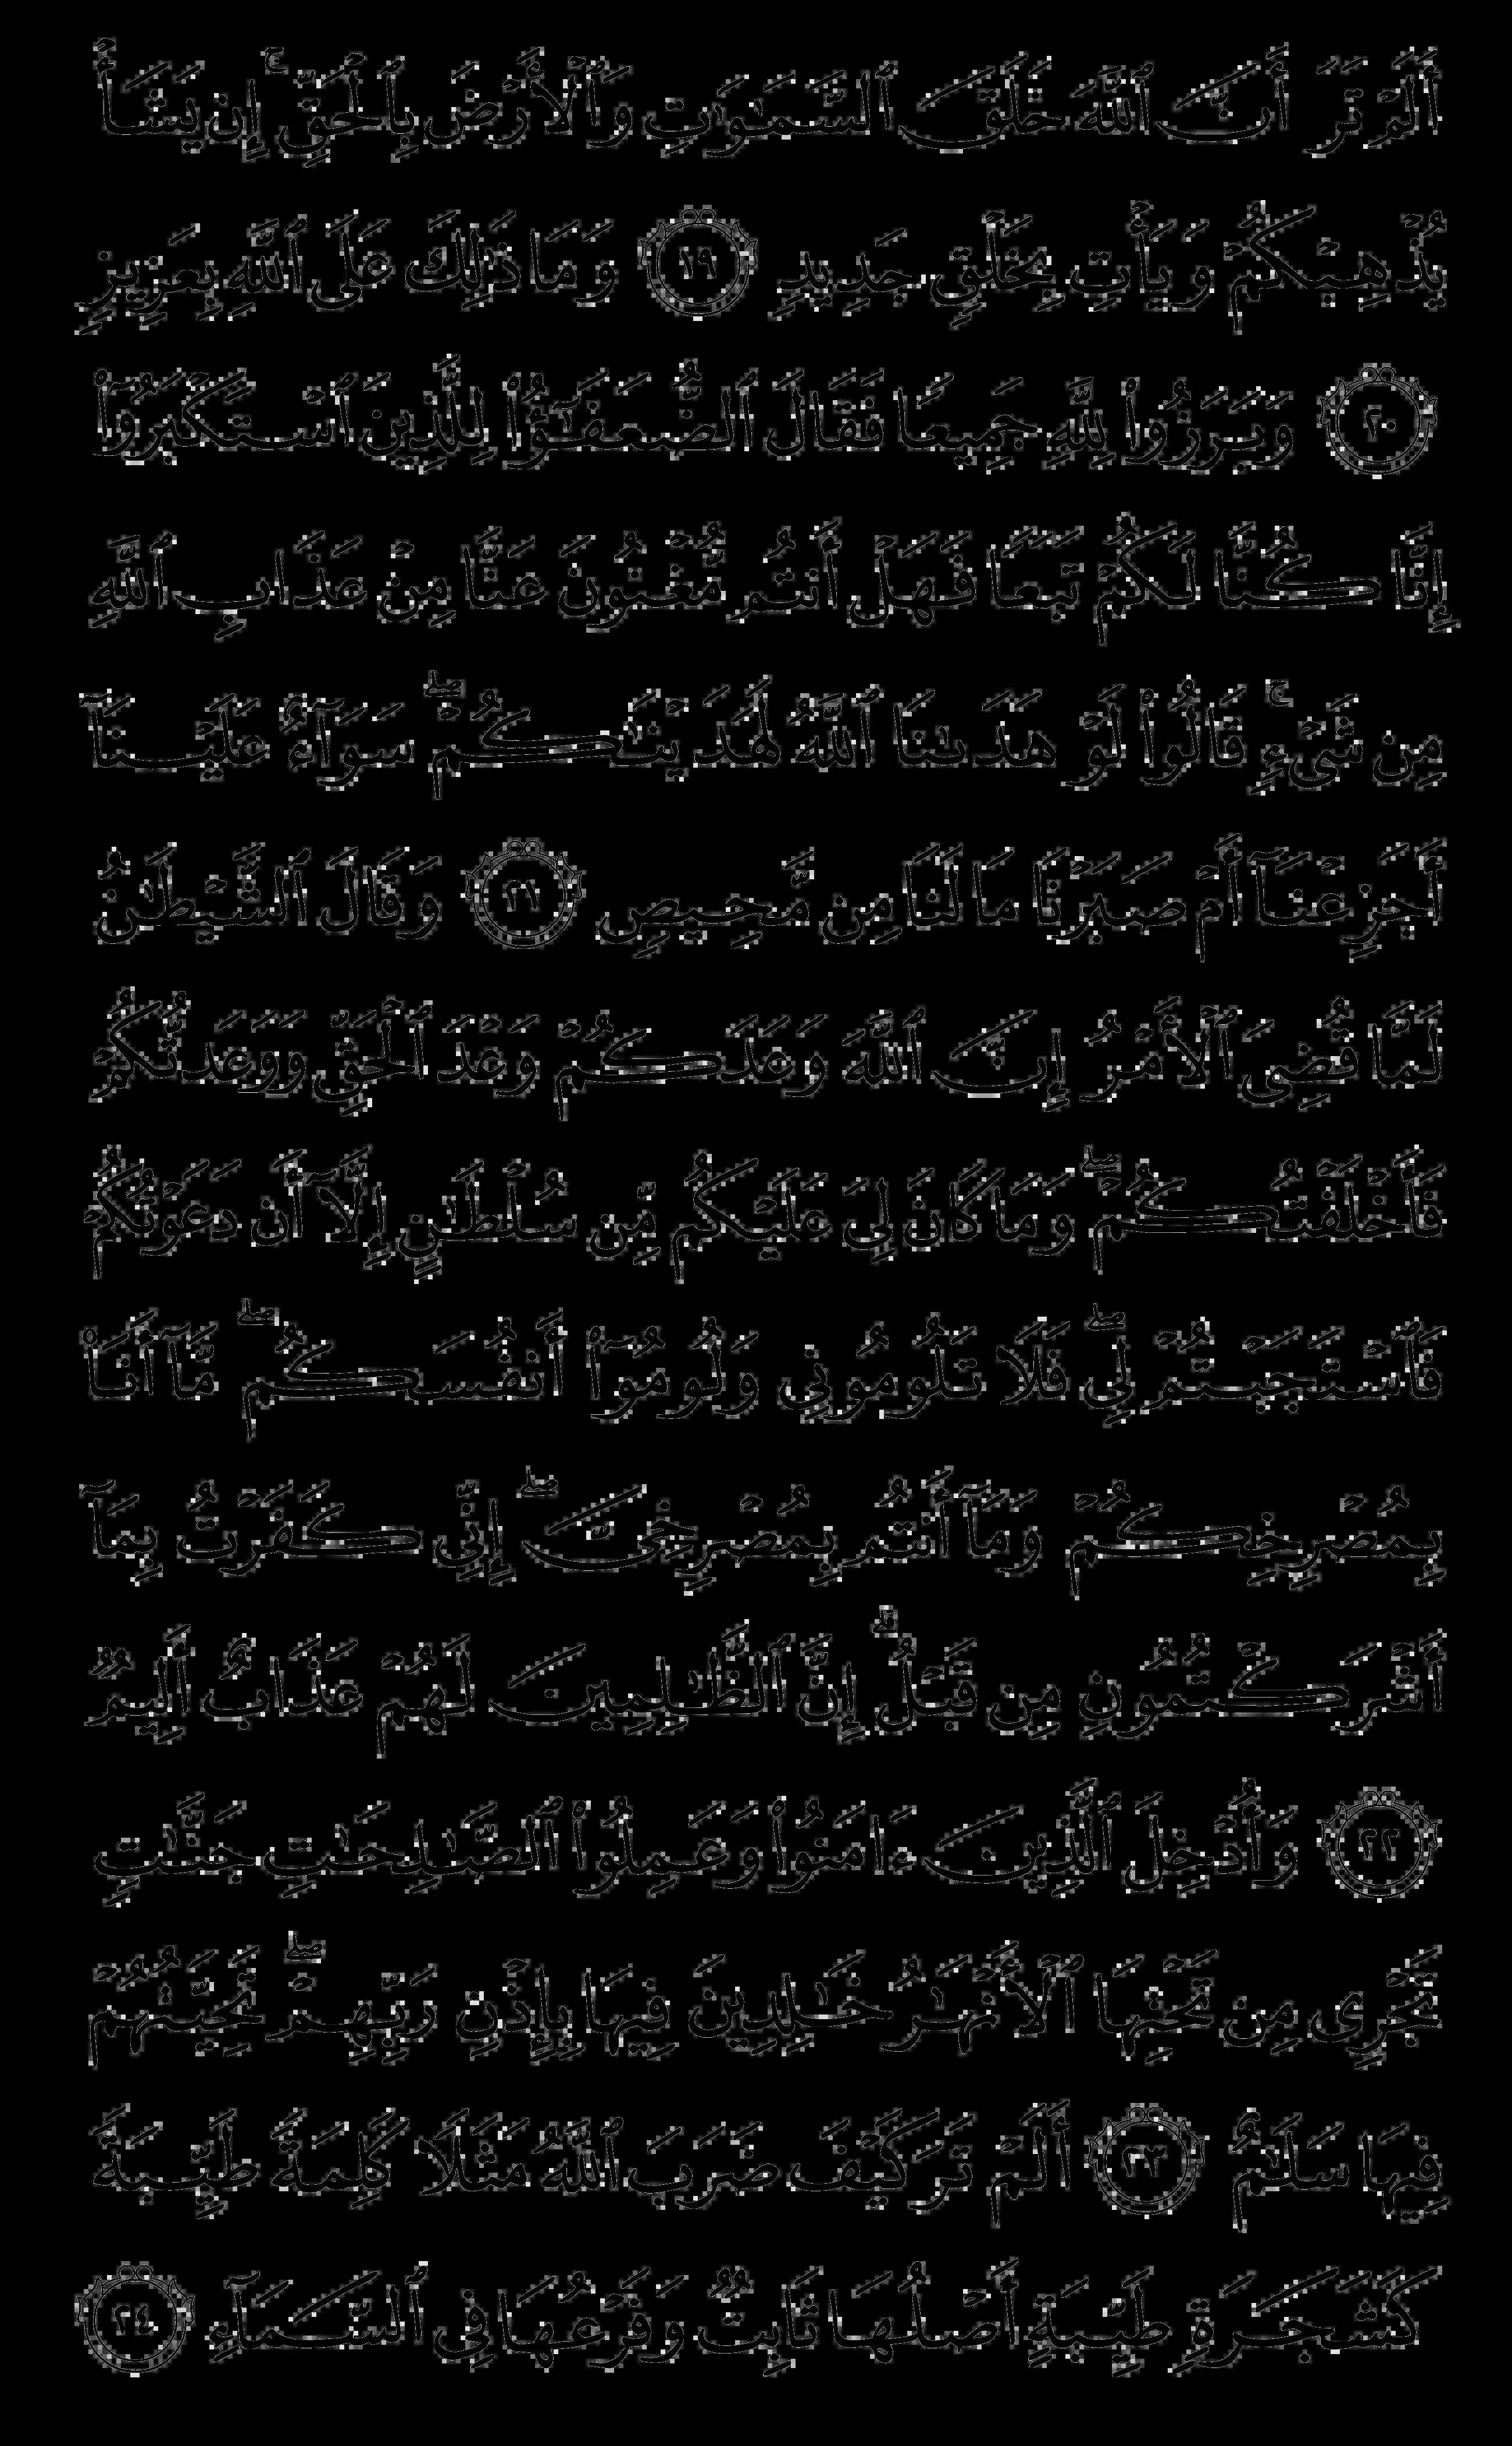 أَلَمْ تَرَ أَنَّ ٱللَّهَ خَلَقَ ٱلسَّمَـٰوَٰتِ وَٱلْأَرْضَ بِٱلْحَقِّ ۚ إِن يَشَأْ
يُذْهِبْكُمْ وَيَأْتِ بِخَلْقٍ جَدِيدٍ ١٩ وَمَا ذَٰلِكَ عَلَى ٱللَّهِ بِعَزِيزٍ
٢٠ وَبَرَزُوا۟ لِلَّهِ جَمِيعًا فَقَالَ ٱلضُّعَفَـٰٓؤُا۟ لِلَّذِينَ ٱسْتَكْبَرُوٓا۟
إِنَّا كُنَّا لَكُمْ تَبَعًا فَهَلْ أَنتُم مُّغْنُونَ عَنَّا مِنْ عَذَابِ ٱللَّهِ
مِن شَىْءٍ ۚ قَالُوا۟ لَوْ هَدَىٰنَا ٱللَّهُ لَهَدَيْنَـٰكُمْ ۖ سَوَآءٌ عَلَيْنَآ
أَجَزِعْنَآ أَمْ صَبَرْنَا مَا لَنَا مِن مَّحِيصٍ ٢١ وَقَالَ ٱلشَّيْطَـٰنُ
لَمَّا قُضِىَ ٱلْأَمْرُ إِنَّ ٱللَّهَ وَعَدَكُمْ وَعْدَ ٱلْحَقِّ وَوَعَدتُّكُمْ
فَأَخْلَفْتُكُمْ ۖ وَمَا كَانَ لِىَ عَلَيْكُم مِّن سُلْطَـٰنٍ إِلَّآ أَن دَعَوْتُكُمْ
فَٱسْتَجَبْتُمْ لِى ۖ فَلَا تَلُومُونِى وَلُومُوٓا۟ أَنفُسَكُم ۖ مَّآ أَنَا۠
بِمُصْرِخِكُمْ وَمَآ أَنتُم بِمُصْرِخِىَّ ۖ إِنِّى كَفَرْتُ بِمَآ
أَشْرَكْتُمُونِ مِن قَبْلُ ۗ إِنَّ ٱلظَّـٰلِمِينَ لَهُمْ عَذَابٌ أَلِيمٌ
٢٢ وَأُدْخِلَ ٱلَّذِينَ ءَامَنُوا۟ وَعَمِلُوا۟ ٱلصَّـٰلِحَـٰتِ جَنَّـٰتٍ
تَجْرِى مِن تَحْتِهَا ٱلْأَنْهَـٰرُ خَـٰلِدِينَ فِيهَا بِإِذْنِ رَبِّهِمْ ۖ تَحِيَّتُهُمْ
فِيهَا سَلَـٰمٌ ٢٣ أَلَمْ تَرَ كَيْفَ ضَرَبَ ٱللَّهُ مَثَلًا كَلِمَةً طَيِّبَةً
كَشَجَرَةٍ طَيِّبَةٍ أَصْلُهَا ثَابِتٌ وَفَرْعُهَا فِى ٱلسَّمَآءِ ٢٤